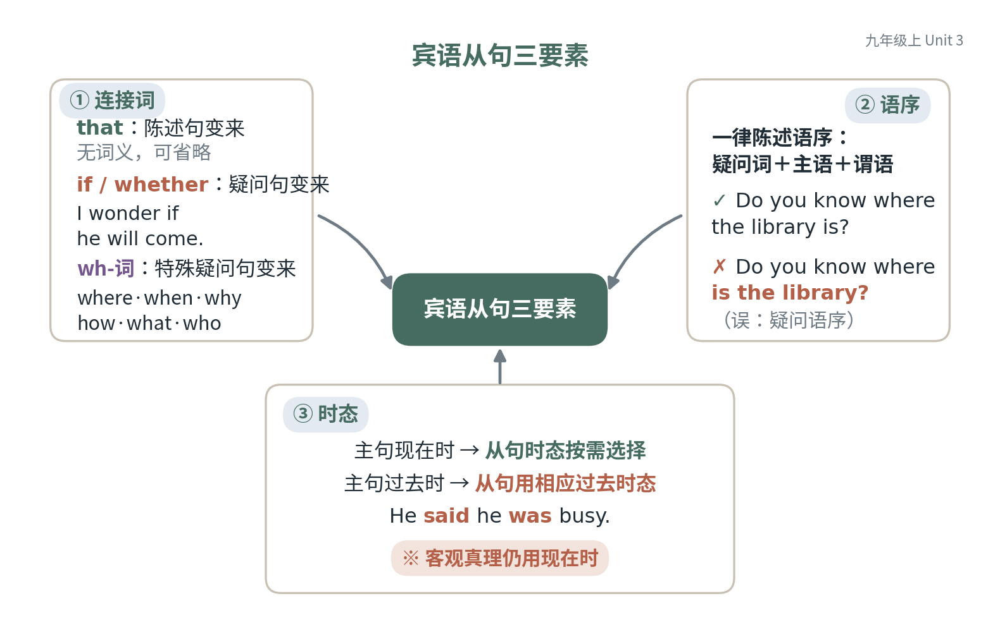 九年级上 Unit 3
宾语从句三要素
① 连接词
that：陈述句变来
无词义，可省略
if / whether：疑问句变来
I wonder if
he will come.
wh-词：特殊疑问句变来
where·when·why
how·what·who
② 语序
一律陈述语序：
疑问词＋主语＋谓语
✓ Do you know where
the library is?
✗ Do you know where
is the library?
（误：疑问语序）
宾语从句三要素
③ 时态
主句现在时 → 从句时态按需选择
主句过去时 → 从句用相应过去时态
He said he was busy.
※ 客观真理仍用现在时